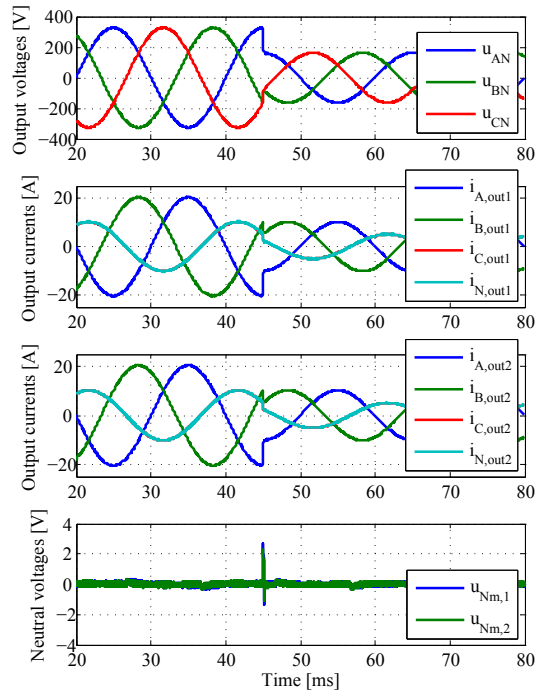 Output voltages [V]
400
200
0
−200
−400
20 30 40 50 60 70 80
u_AN
u_BN
u_CN
Output currents [A]
20
0
−20
20 30 40 50 60 70 80
i_A,out1
i_B,out1
i_C,out1
i_N,out1
Output currents [A]
20
0
−20
20 30 40 50 60 70 80
i_A,out2
i_B,out2
i_C,out2
i_N,out2
Neutral voltages [V]
4
2
0
−2
−4
20 30 40 50 60 70 80
u_Nm,1
u_Nm,2
Time [ms]